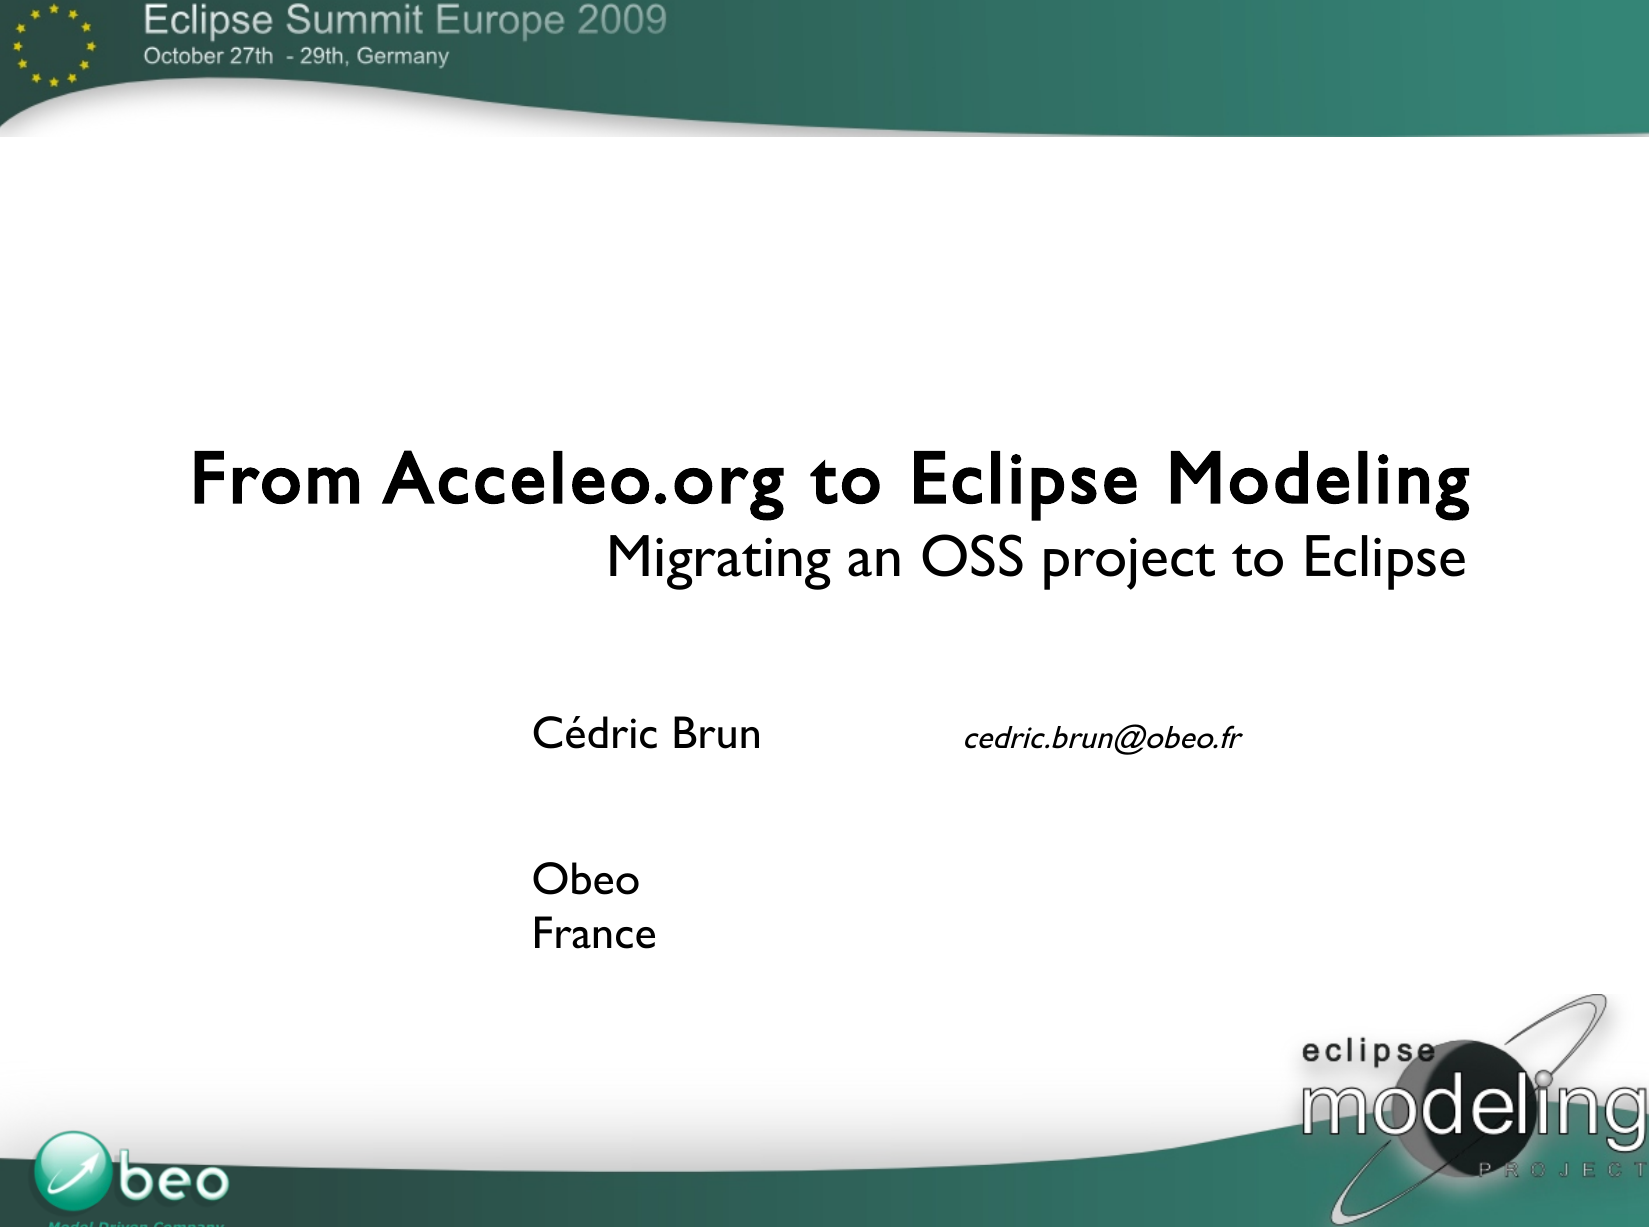 Eclipse Summit Europe 2009
October 27th - 29th, Germany
From Acceleo.org to Eclipse Modeling
Migrating an OSS project to Eclipse
Cédric Brun cedric.brun@obeo.fr
Obeo
France
eclipse
modeling
PROJECT
Obeo
Model Driven Company